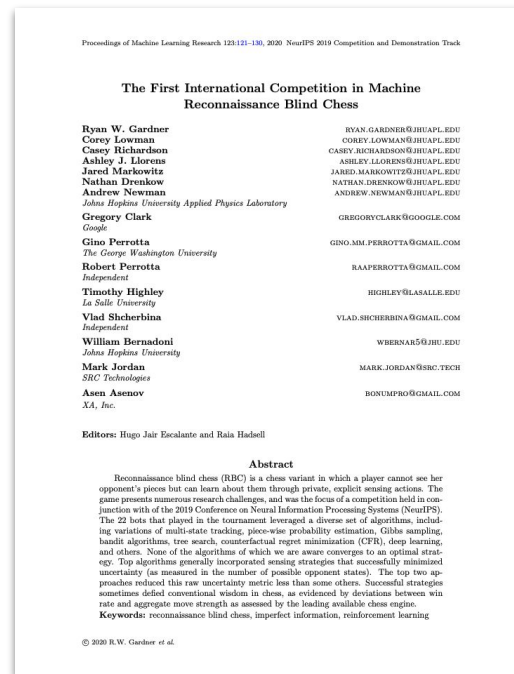 Proceedings of Machine Learning Research 123:121–130, 2020 NeurIPS 2019 Competition and Demonstration Track
The First International Competition in Machine
Reconnaissance Blind Chess
Ryan W. Gardner RYAN.GARDNER@JHUAPL.EDU
Corey Lowman COREY.LOWMAN@JHUAPL.EDU
Casey Richardson CASEY.RICHARDSON@JHUAPL.EDU
Ashley J. Llorens ASHLEY.LLORENS@JHUAPL.EDU
Jared Markowitz JARED.MARKOWITZ@JHUAPL.EDU
Nathan Drenkow NATHAN.DRENKOW@JHUAPL.EDU
Andrew Newman ANDREW.NEWMAN@JHUAPL.EDU
Johns Hopkins University Applied Physics Laboratory
Gregory Clark GREGORYCLARK@GOOGLE.COM
Google
Gino Perrotta GINO.MM.PERROTTA@GMAIL.COM
The George Washington University
Robert Perrotta RAAPERROTTA@GMAIL.COM
Independent
Timothy Highley HIGHLEY@LASALLE.EDU
La Salle University
Vlad Shcherbina VLAD.SHCHERBINA@GMAIL.COM
Independent
William Bernadoni WBERNAR5@JHU.EDU
Johns Hopkins University
Mark Jordan MARK.JORDAN@SRC.TECH
SRC Technologies
Asen Asenov BONUMPRO@GMAIL.COM
XA, Inc.
Editors: Hugo Jair Escalante and Raia Hadsell
Abstract
Reconnaissance blind chess (RBC) is a chess variant in which a player cannot see her
opponent's pieces but can learn about them through private, explicit sensing actions. The
game presents numerous research challenges, and was the focus of a competition held in con-
junction with of the 2019 Conference on Neural Information Processing Systems (NeurIPS).
The 22 bots that played in the tournament leveraged a diverse set of algorithms, includ-
ing variations of multi-state tracking, piece-wise probability estimation, Gibbs sampling,
bandit algorithms, tree search, counterfactual regret minimization (CFR), deep learning,
and others. None of the algorithms of which we are aware converges to an optimal strat-
egy. Top algorithms generally incorporated sensing strategies that successfully minimized
uncertainty (as measured in the number of possible opponent states). The top two ap-
proaches reduced this raw uncertainty metric less than some others. Successful strategies
sometimes defied conventional wisdom in chess, as evidenced by deviations between win
rate and aggregate move strength as assessed by the leading available chess engine.
Keywords: reconnaissance blind chess, imperfect information, reinforcement learning
© 2020 R.W. Gardner et al.